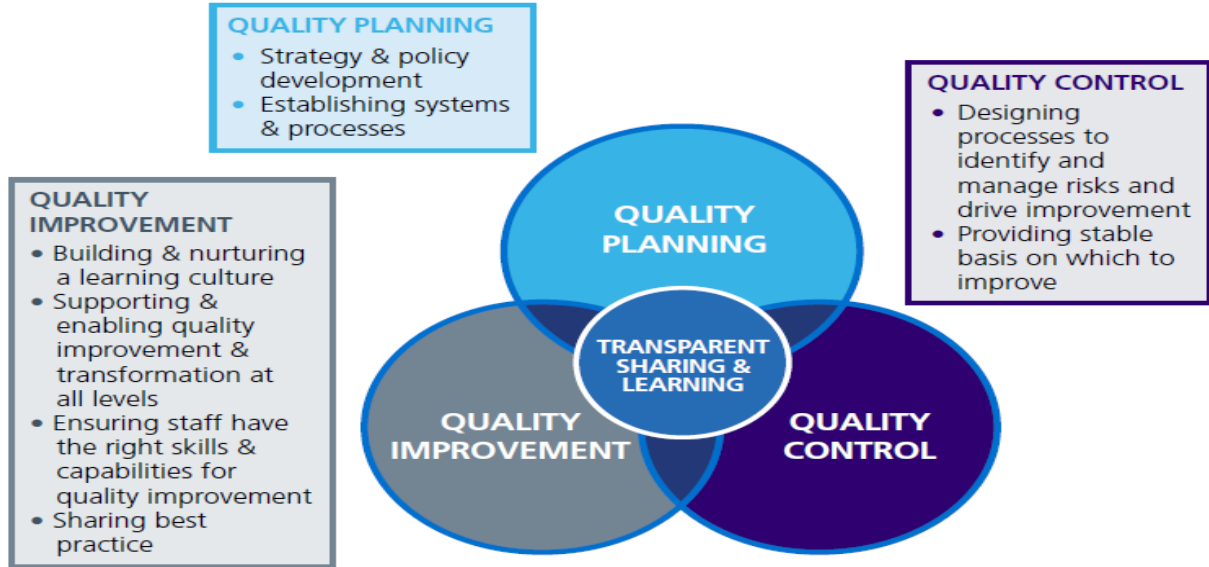 QUALITY PLANNING
• Strategy & policy
development
• Establishing systems
& processes
QUALITY CONTROL
• Designing
processes to
identify and
manage risks and
drive improvement
• Providing stable
basis on which to
improve
QUALITY
IMPROVEMENT
• Building & nurturing
a learning culture
• Supporting &
enabling quality
improvement &
transformation at
all levels
• Ensuring staff have
the right skills &
capabilities for
quality improvement
• Sharing best
practice
QUALITY
PLANNING
TRANSPARENT
SHARING &
LEARNING
QUALITY
IMPROVEMENT
QUALITY
CONTROL